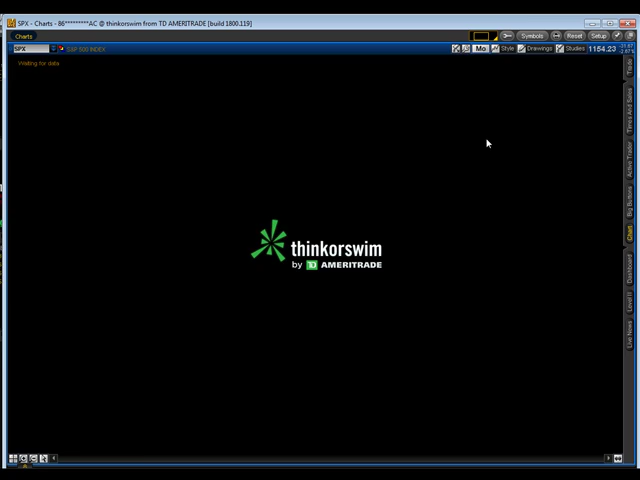 SPX - Charts - 86*********AC @ thinkorswim from TD AMERITRADE [build 1800.119]
Charts
Symbols
Reset
Setup
SPX
S&P 500 INDEX
Mo
Style
Drawings
Studies
1154.23
Waiting for data
Trade
Times And Sales
Active Trader
Big Buttons
Chart
Dashboard
Level II
Live News
thinkorswim
by TD AMERITRADE